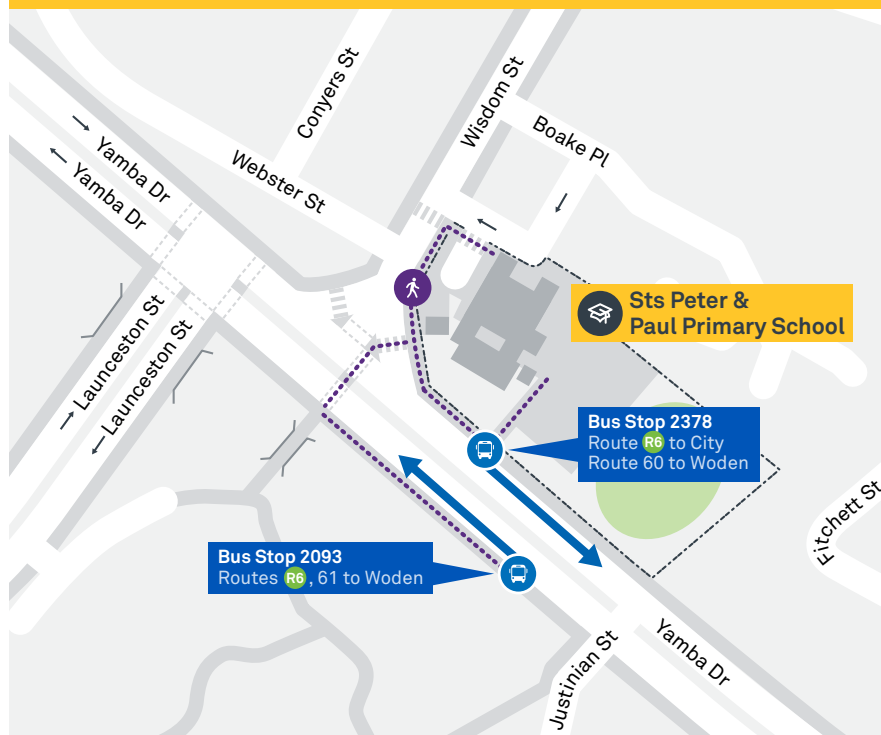 Conyers St
Wisdom St
Boake Pl
Yamba Dr
Yamba Dr
Webster St
Sts Peter &
Paul Primary School
Launceston St
Launceston St
Bus Stop 2378
Route R6 to City
Route 60 to Woden
Fitchett St
Bus Stop 2093
Routes R6, 61 to Woden
Justinian St
Yamba Dr